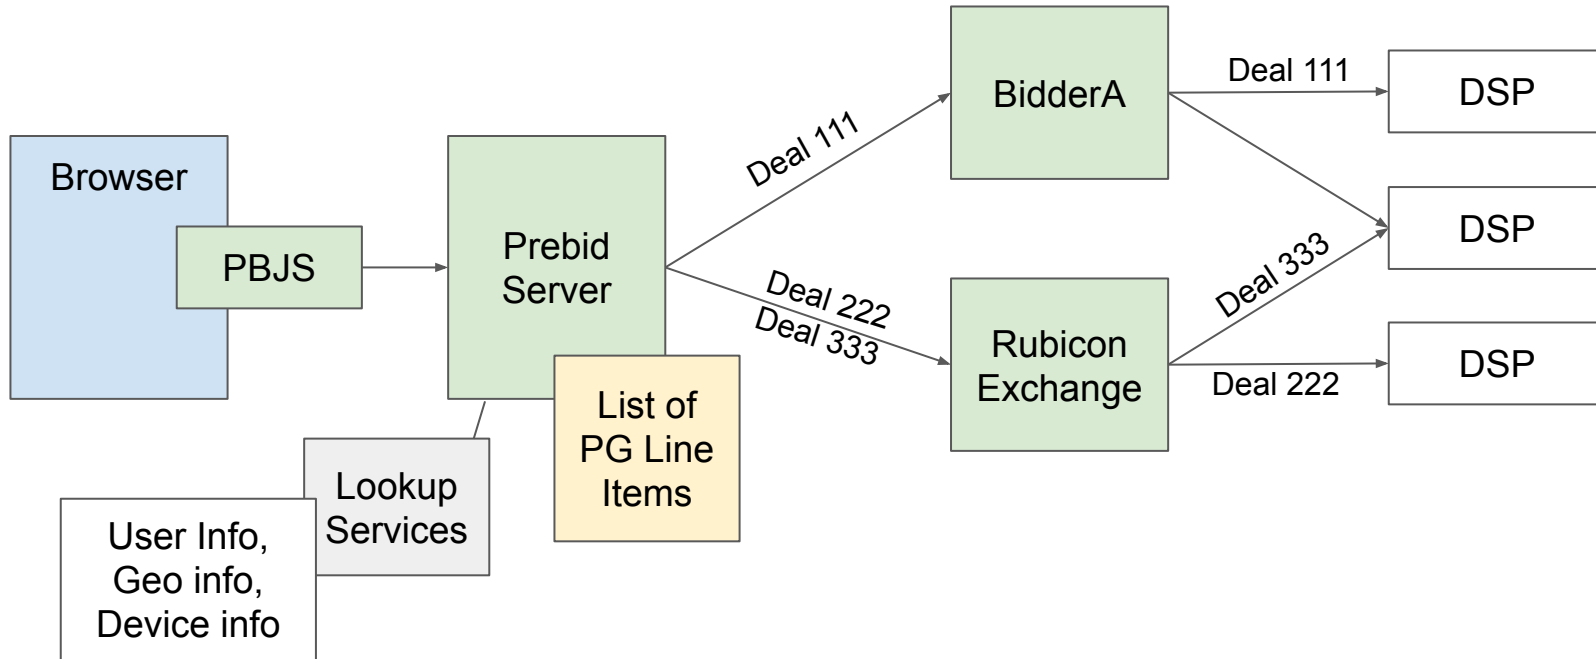 Browser
PBJS
Prebid
Server
List of
PG Line
Items
Lookup
Services
User Info,
Geo info,
Device info
Deal 111
Deal 222
Deal 333
BidderA
Rubicon
Exchange
Deal 111
Deal 333
Deal 222
DSP
DSP
DSP